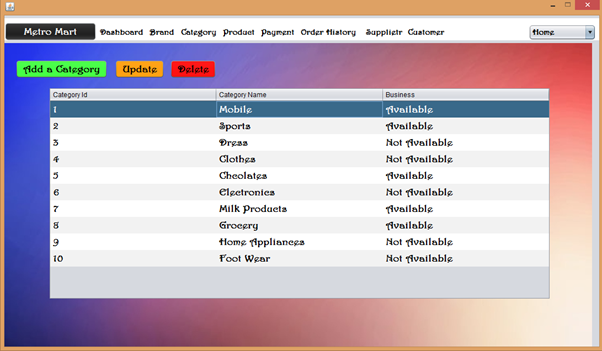 Metro Mart Dashboard Brand Category Product Payment Order History Supplietr Customer Home
Add a Category Update Delete
Category Id Category Name Business
1 Mobile Available
2 Sports Available
3 Dress Not Available
4 Clothes Not Available
5 Cheolates Available
6 Electronics Not Available
7 Milk Products Available
8 Grocery Available
9 Home Appliances Not Available
10 Foot Wear Not Available